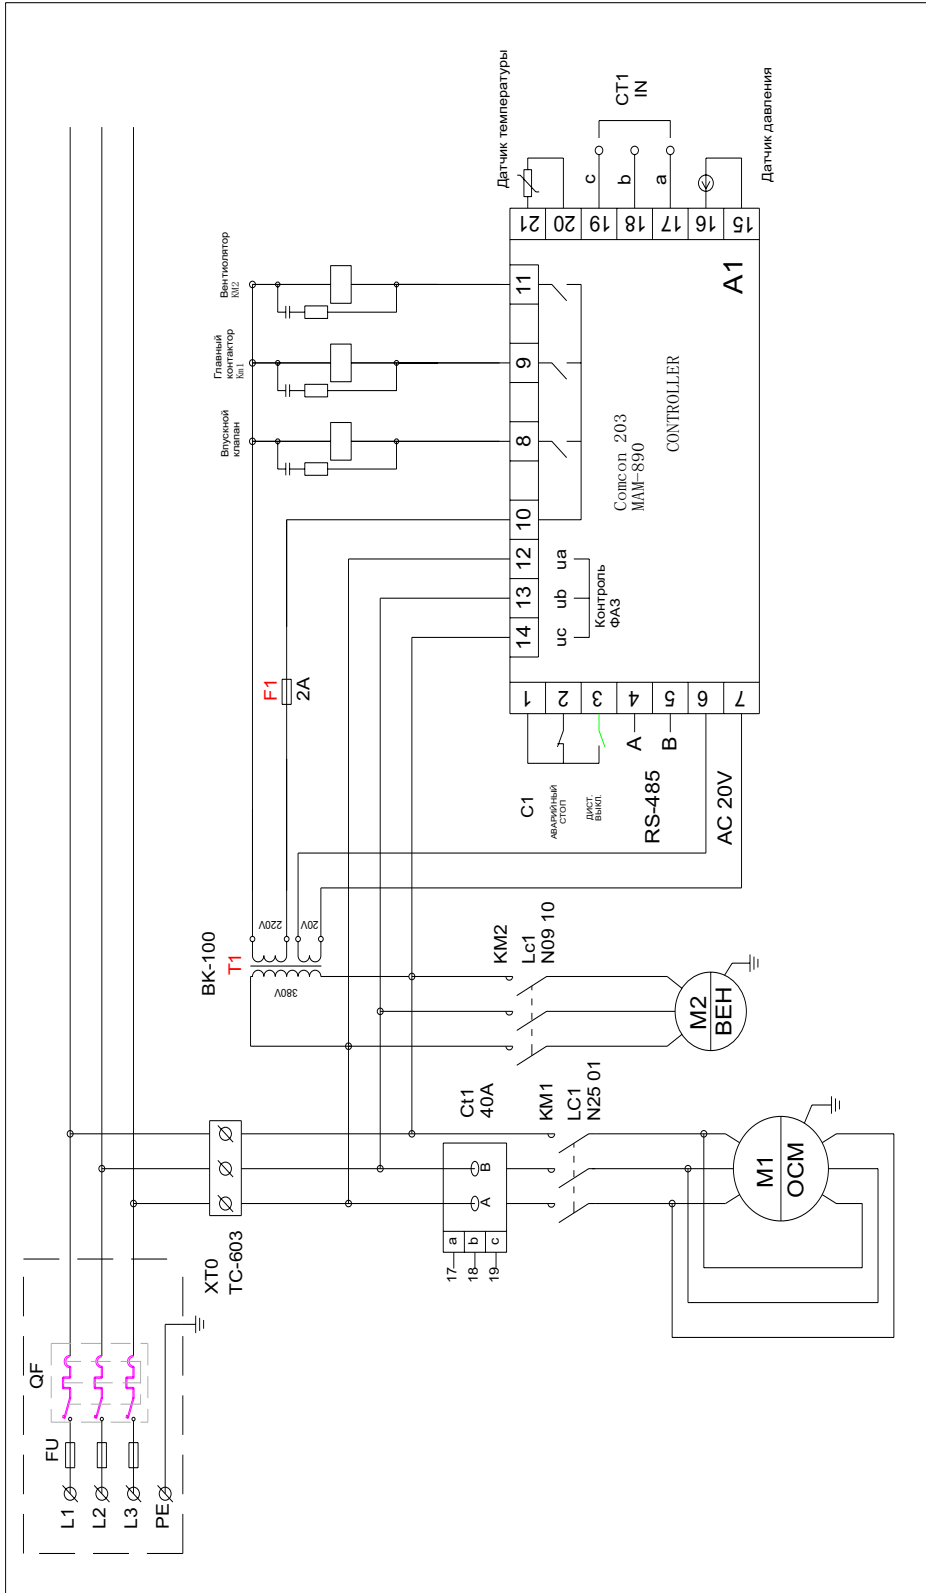 L1
L2
L3
PE
FU
QF
XT0
TC-603
17
18
19
a
b
c
A
B
Ct1
40A
KM1
LC1
N25 01
M1
ОСМ
BK-100
T1
380V
220V
20V
KM2
Lc1
N09 10
M2
ВЕН
F1
2A
Впускной
клапан
Главный
контактор
Km1
Вентиолятор
KM2
C1
АВАРИЙНЫЙ
СТОП
ДИСТ.
ВЫКЛ.
A
B
RS-485
AC 20V
1
2
3
4
5
6
7
14
13
12
10
8
9
11
uc
ub
ua
Контроль
ФАЗ
Comcon 203
MAM-890
CONTROLLER
A1
21
20
19
18
17
16
15
Датчик температуры
c
b
a
CT1
IN
Датчик давления